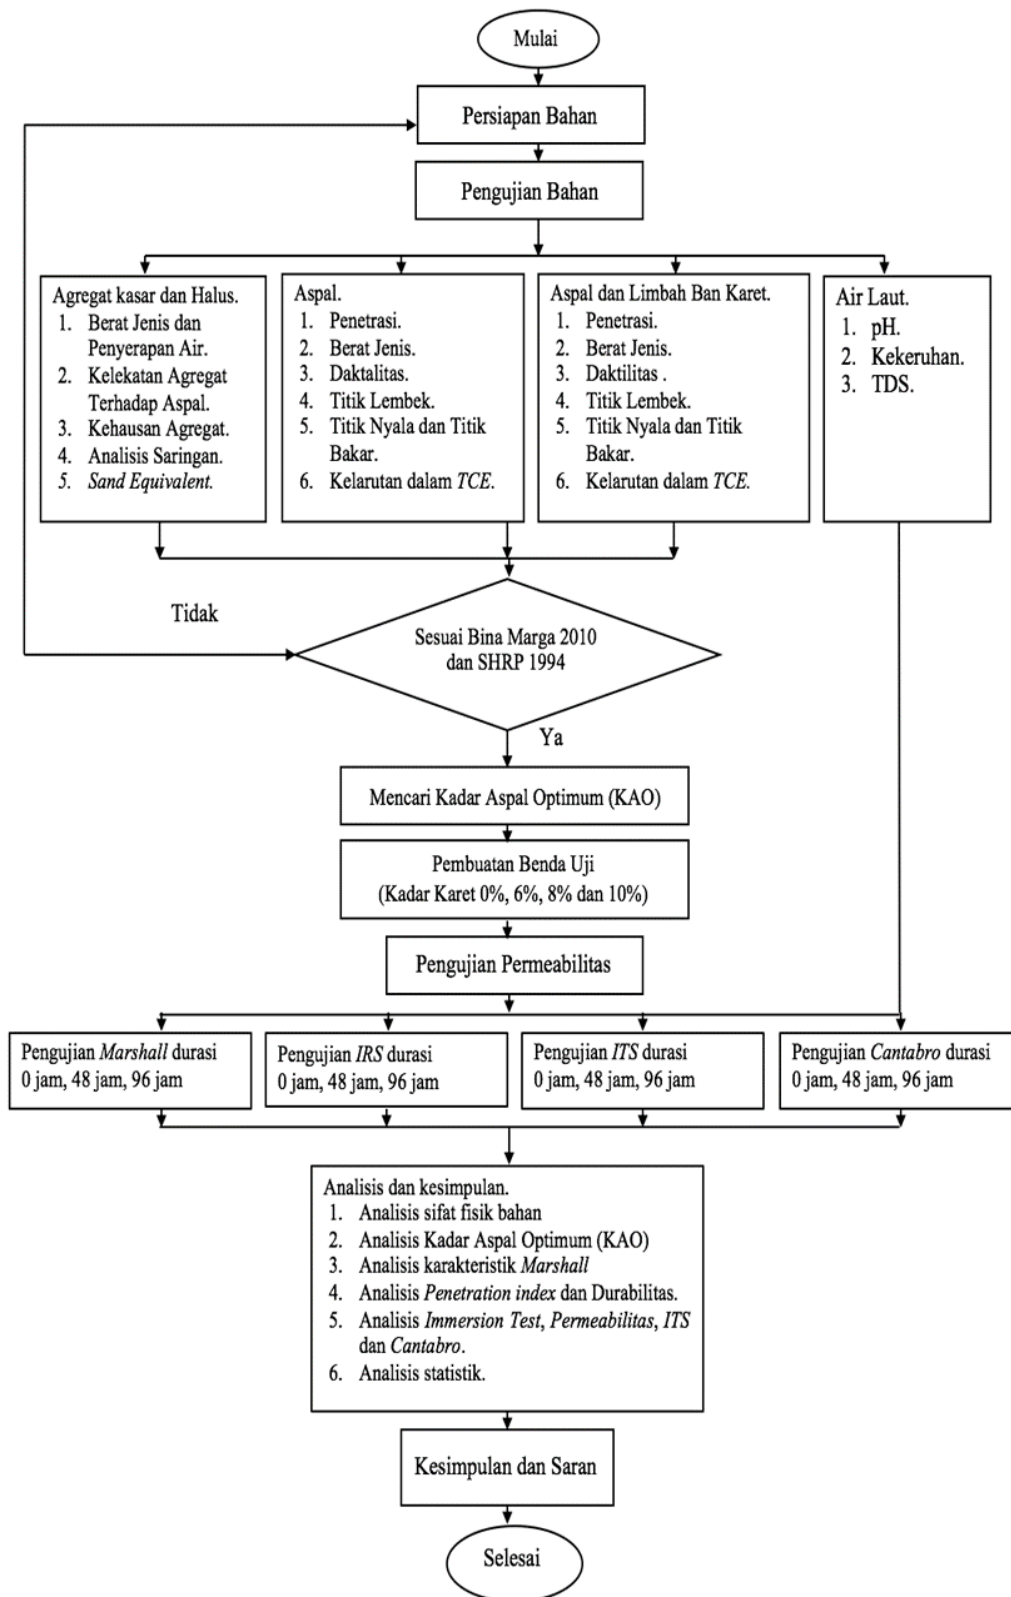 Mulai
Persiapan Bahan
Pengujian Bahan
Agregat kasar dan Halus.
1. Berat Jenis dan
Penyerapan Air.
2. Kelekatan Agregat
Terhadap Aspal.
3. Kehausan Agregat.
4. Analisis Saringan.
5. Sand Equivalent.
Aspal.
1. Penetrasi.
2. Berat Jenis.
3. Daktalitas.
4. Titik Lembek.
5. Titik Nyala dan Titik
Bakar.
6. Kelarutan dalam TCE.
Aspal dan Limbah Ban Karet.
1. Penetrasi.
2. Berat Jenis.
3. Daktilitas .
4. Titik Lembek.
5. Titik Nyala dan Titik
Bakar.
6. Kelarutan dalam TCE.
Air Laut.
1. pH.
2. Kekeruhan.
3. TDS.
Tidak
Sesuai Bina Marga 2010
dan SHRP 1994
Ya
Mencari Kadar Aspal Optimum (KAO)
Pembuatan Benda Uji
(Kadar Karet 0%, 6%, 8% dan 10%)
Pengujian Permeabilitas
Pengujian Marshall durasi
0 jam, 48 jam, 96 jam
Pengujian IRS durasi
0 jam, 48 jam, 96 jam
Pengujian ITS durasi
0 jam, 48 jam, 96 jam
Pengujian Cantabro durasi
0 jam, 48 jam, 96 jam
Analisis dan kesimpulan.
1. Analisis sifat fisik bahan
2. Analisis Kadar Aspal Optimum (KAO)
3. Analisis karakteristik Marshall
4. Analisis Penetration index dan Durabilitas.
5. Analisis Immersion Test, Permeabilitas, ITS
dan Cantabro.
6. Analisis statistik.
Kesimpulan dan Saran
Selesai